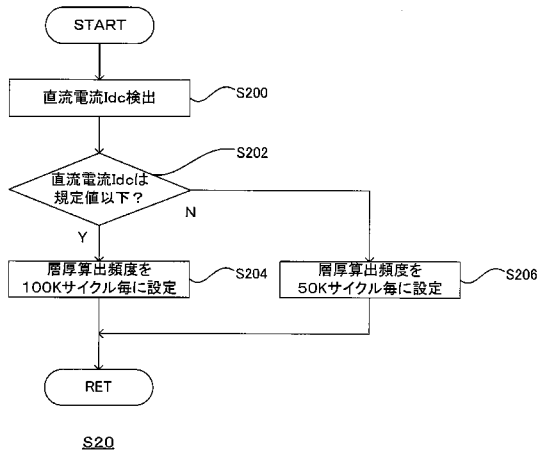 START
直流電流Idc検出
S200
直流電流Idcは
規定値以下?
S202
N
Y
層厚算出頻度を
100Kサイクル毎に設定
S204
層厚算出頻度を
50Kサイクル毎に設定
S206
RET
S20